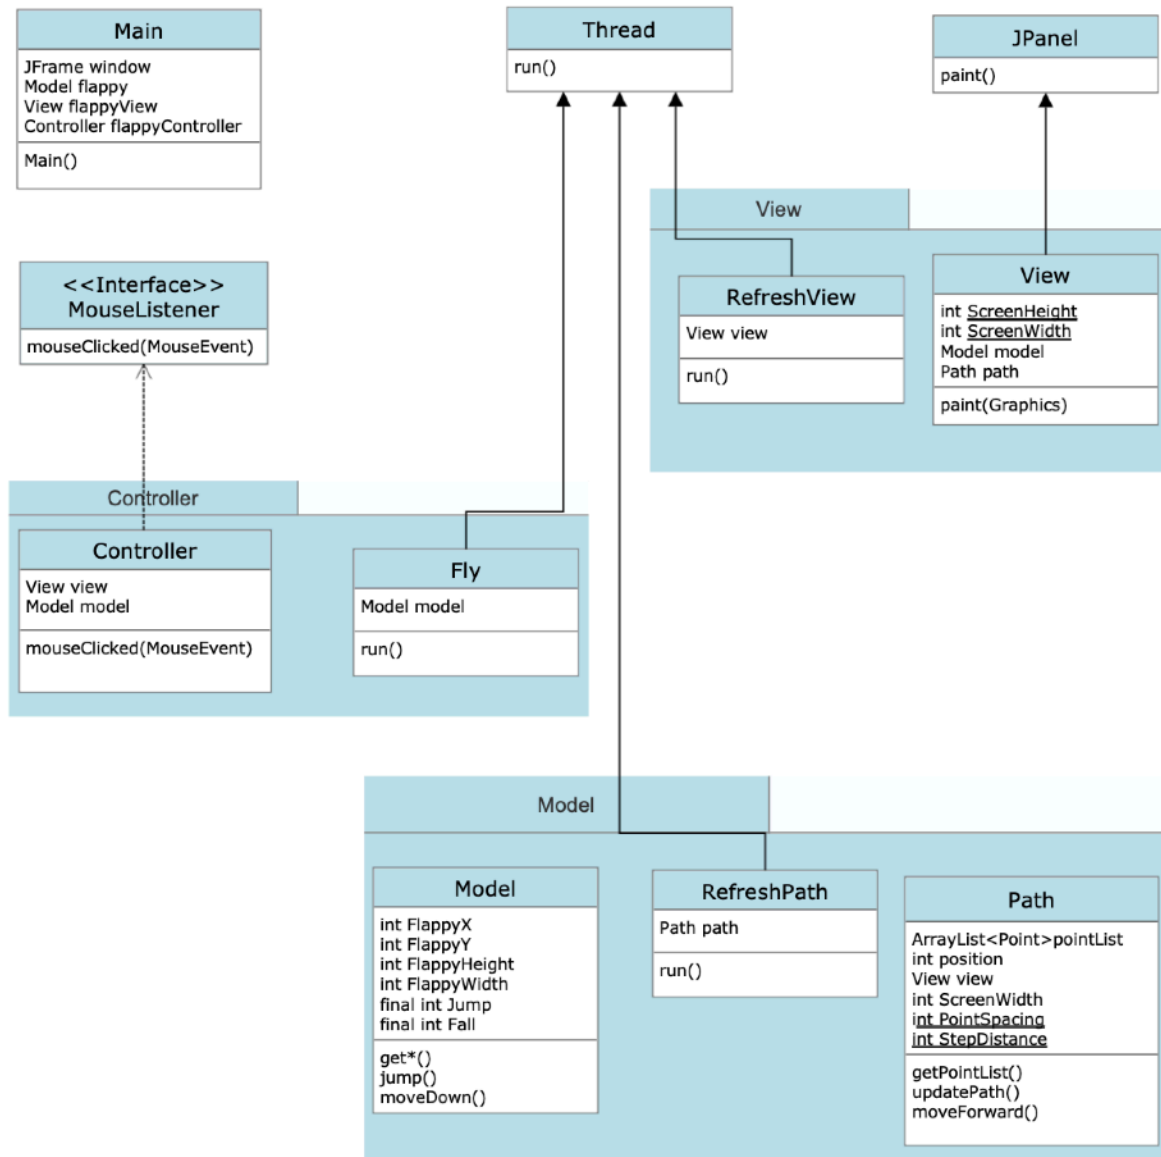 Main
JFrame window
Model flappy
View flappyView
Controller flappyController
Main()
Thread
run()
JPanel
paint()
<<Interface>>
MouseListener
mouseClicked(MouseEvent)
View
RefreshView
View view
run()
View
int ScreenHeight
int ScreenWidth
Model model
Path path
paint(Graphics)
Controller
Controller
View view
Model model
mouseClicked(MouseEvent)
Fly
Model model
run()
Model
Model
int FlappyX
int FlappyY
int FlappyHeight
int FlappyWidth
final int Jump
final int Fall
get*()
jump()
moveDown()
RefreshPath
Path path
run()
Path
ArrayList<Point>pointList
int position
View view
int ScreenWidth
int PointSpacing
int StepDistance
getPointList()
updatePath()
moveForward()